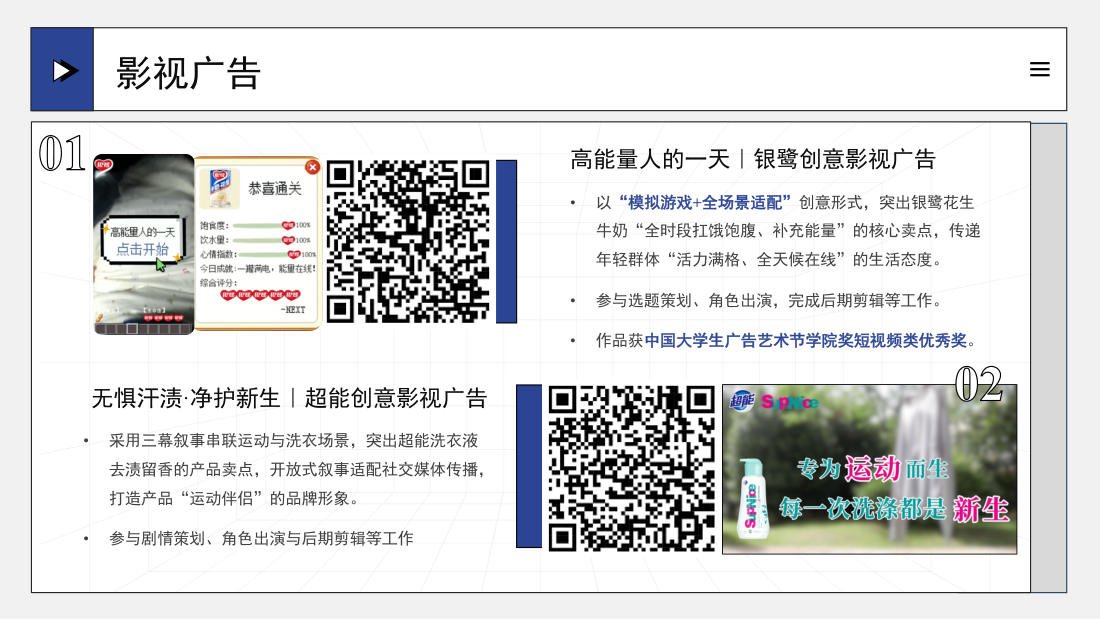 影视广告
01
高能量人的一天
点击开始
恭喜通关
饱食度:
100%
饮水量:
100%
心情指数:
100%
今日成就:一罐满电,能量在线!
综合评分:
-NEXT
高能量人的一天｜银鹭创意影视广告
• 以“模拟游戏+全场景适配”创意形式，突出银鹭花生
牛奶“全时段扛饿饱腹、补充能量”的核心卖点，传递
年轻群体“活力满格、全天候在线”的生活态度。
• 参与选题策划、角色出演，完成后期剪辑等工作。
• 作品获中国大学生广告艺术节学院奖短视频类优秀奖。
无惧汗渍·净护新生｜超能创意影视广告
• 采用三幕叙事串联运动与洗衣场景，突出超能洗衣液
去渍留香的产品卖点，开放式叙事适配社交媒体传播，
打造产品“运动伴侣”的品牌形象。
• 参与剧情策划、角色出演与后期剪辑等工作
02
超能 SupNice
专为运动而生
每一次洗涤都是新生
SupNice